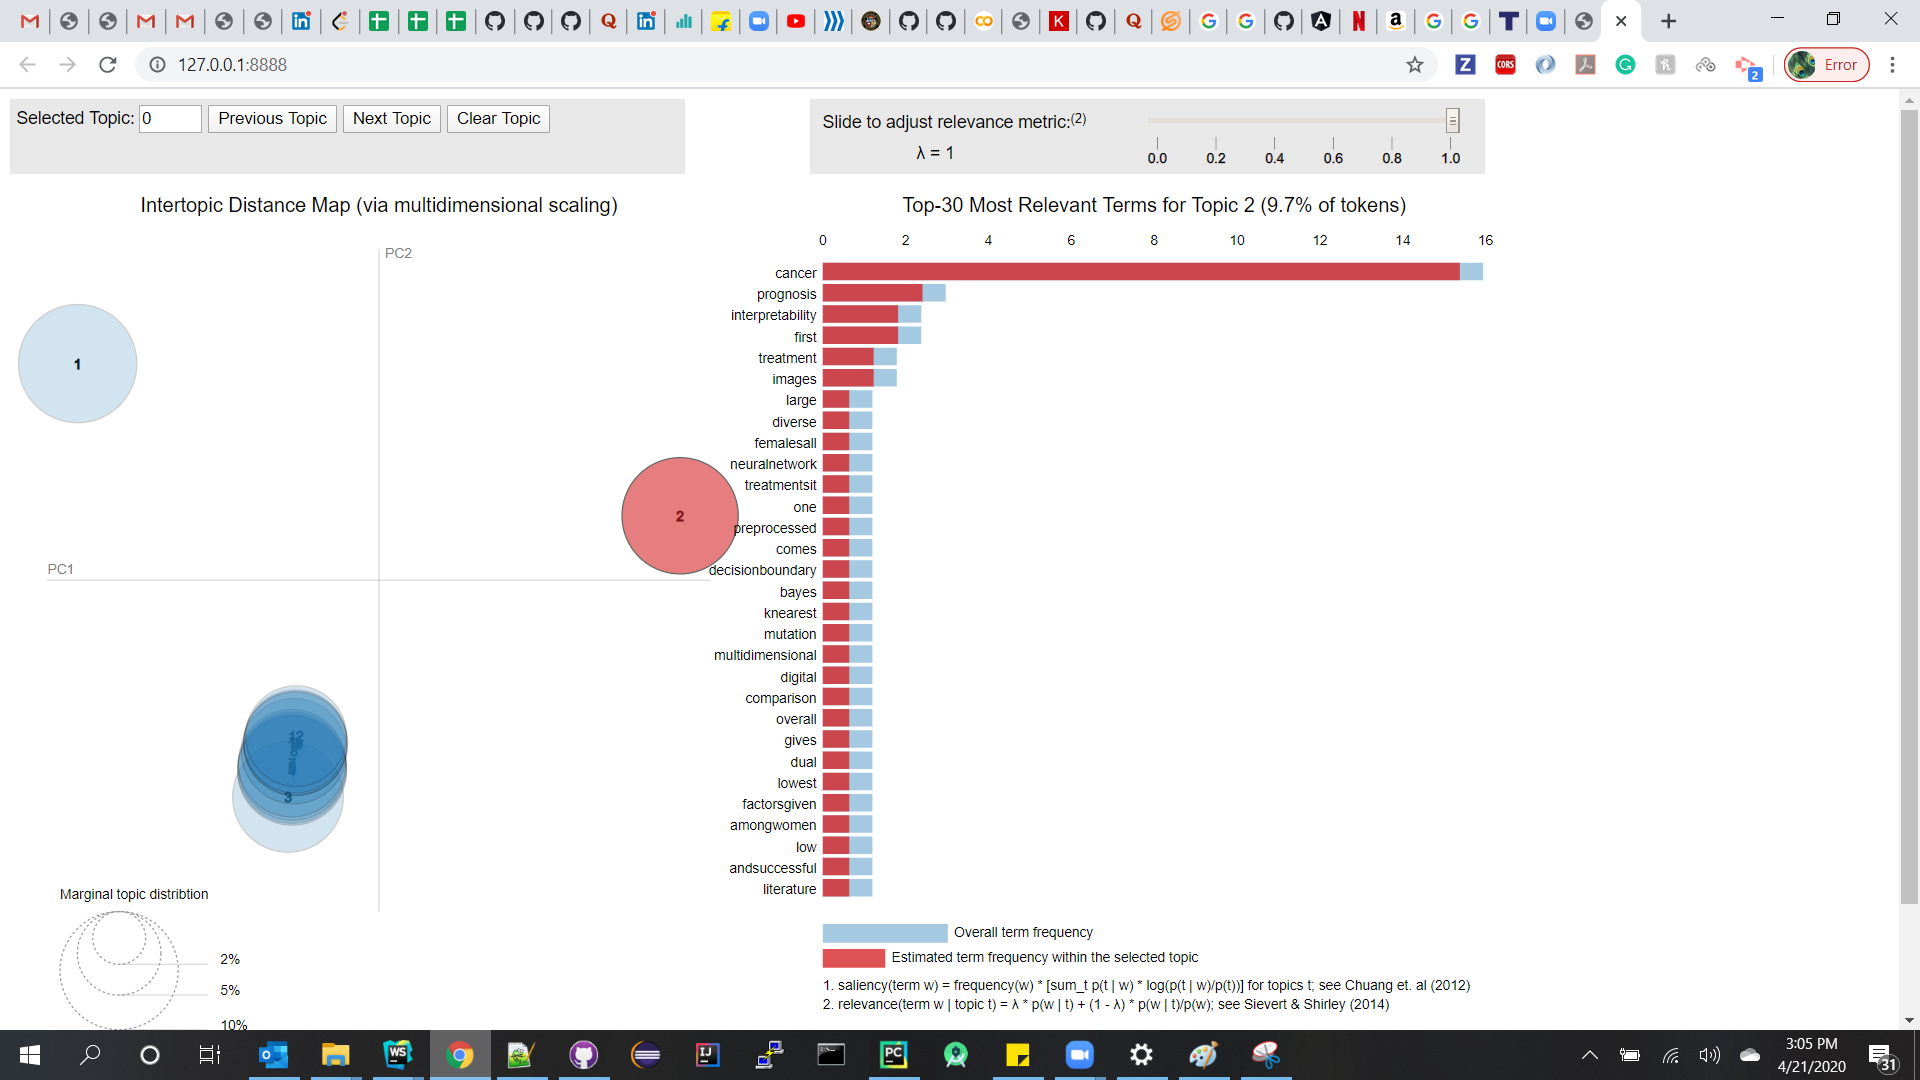 Error
127.0.0.1:8888
2
Selected Topic: 0 Previous Topic Next Topic Clear Topic
Slide to adjust relevance metric:(2)
λ = 1
0.0 0.2 0.4 0.6 0.8 1.0
Intertopic Distance Map (via multidimensional scaling)
PC2
PC1
1
2
12
3
Marginal topic distribtion
2%
5%
10%
Top-30 Most Relevant Terms for Topic 2 (9.7% of tokens)
0 2 4 6 8 10 12 14 16
cancer
prognosis
interpretability
first
treatment
images
large
diverse
femalesall
neuralnetwork
treatmentsit
one
preprocessed
comes
decisionboundary
bayes
knearest
mutation
multidimensional
digital
comparison
overall
gives
dual
lowest
factorsgiven
amongwomen
low
andsuccessful
literature
Overall term frequency
Estimated term frequency within the selected topic
1. saliency(term w) = frequency(w) * [sum_t p(t | w) * log(p(t | w)/p(t))] for topics t; see Chuang et. al (2012)
2. relevance(term w | topic t) = λ * p(w | t) + (1 - λ) * p(w | t)/p(w); see Sievert & Shirley (2014)
3:05 PM
4/21/2020
31